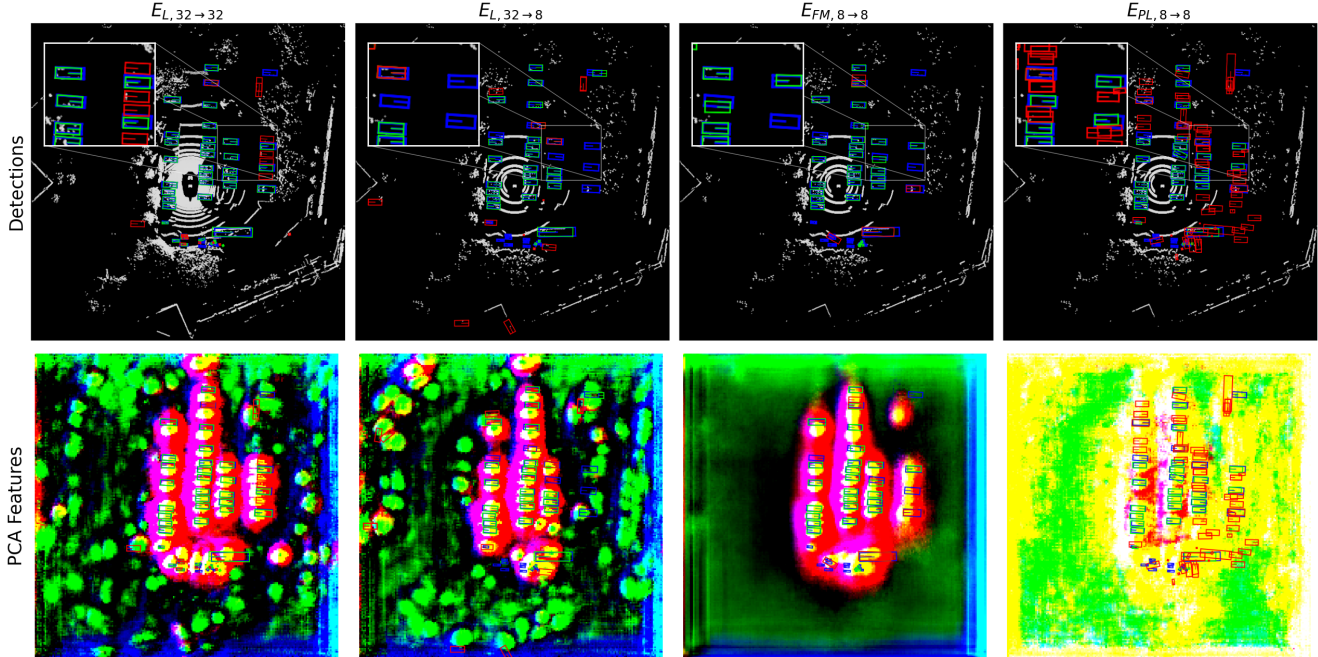 E_{L, 32→32}
E_{L, 32→8}
E_{FM, 8→8}
E_{PL, 8→8}
Detections
PCA Features